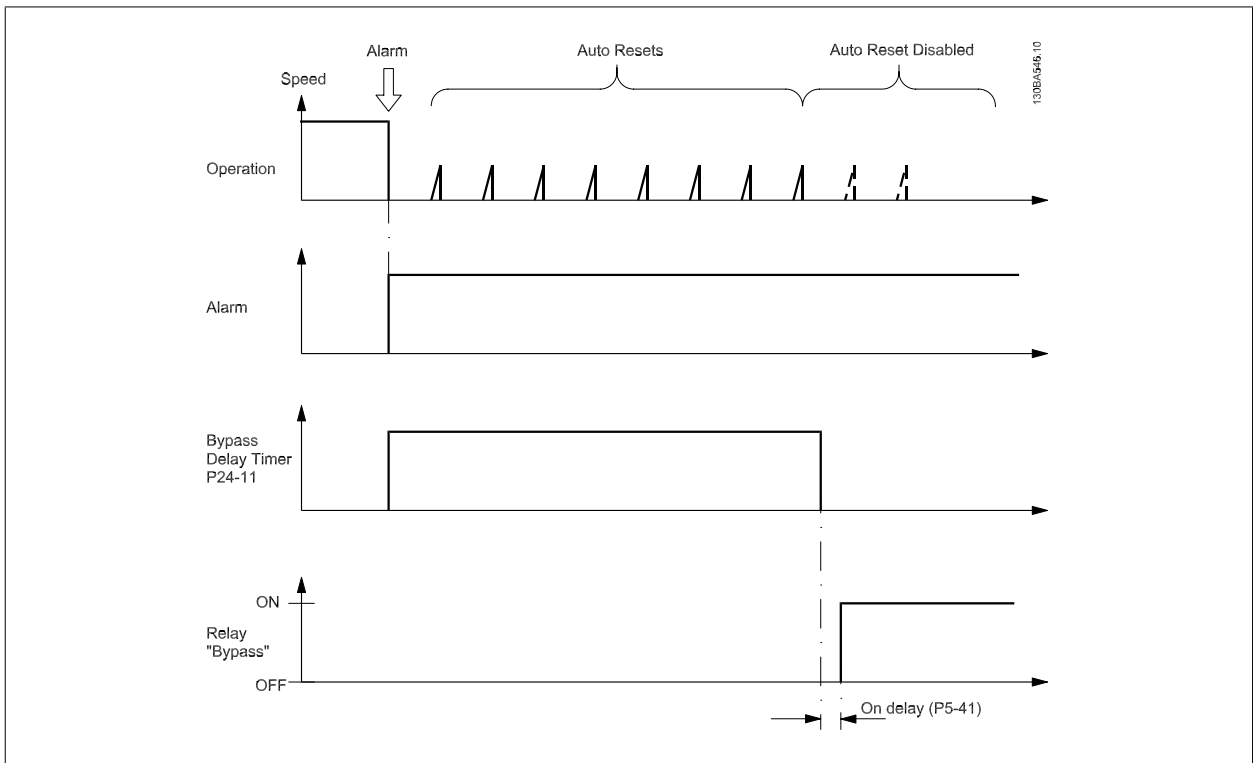 Alarm
Auto Resets
Auto Reset Disabled
130BA546.10
Speed
Operation
Alarm
Bypass
Delay Timer
P24-11
ON
Relay
"Bypass"
OFF
On delay (P5-41)